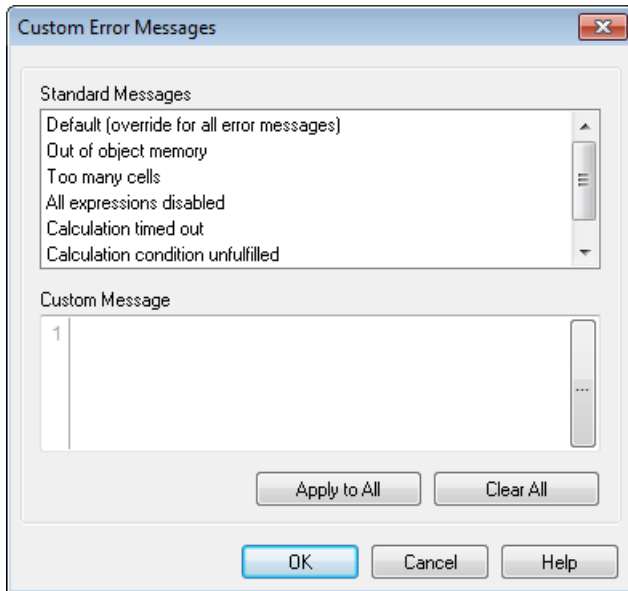 Custom Error Messages
Standard Messages
Default (override for all error messages)
Out of object memory
Too many cells
All expressions disabled
Calculation timed out
Calculation condition unfulfilled
Custom Message
1
...
Apply to All
Clear All
OK
Cancel
Help